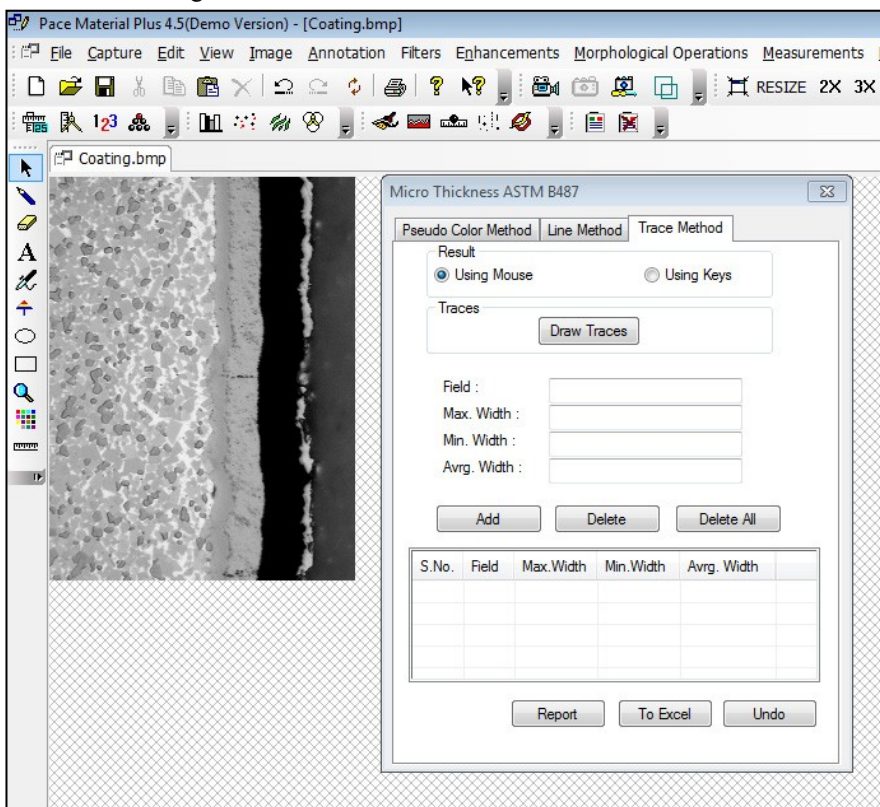 Pace Material Plus 4.5(Demo Version) - [Coating.bmp]
File Capture Edit View Image Annotation Filters Enhancements Morphological Operations Measurements
RESIZE 2X 3X
123
Coating.bmp
A
Micro Thickness ASTM B487
Pseudo Color Method Line Method Trace Method
Result
Using Mouse Using Keys
Traces
Draw Traces
Field :
Max. Width :
Min. Width :
Avrg. Width :
Add Delete Delete All
S.No. Field Max.Width Min.Width Avrg. Width
Report To Excel Undo